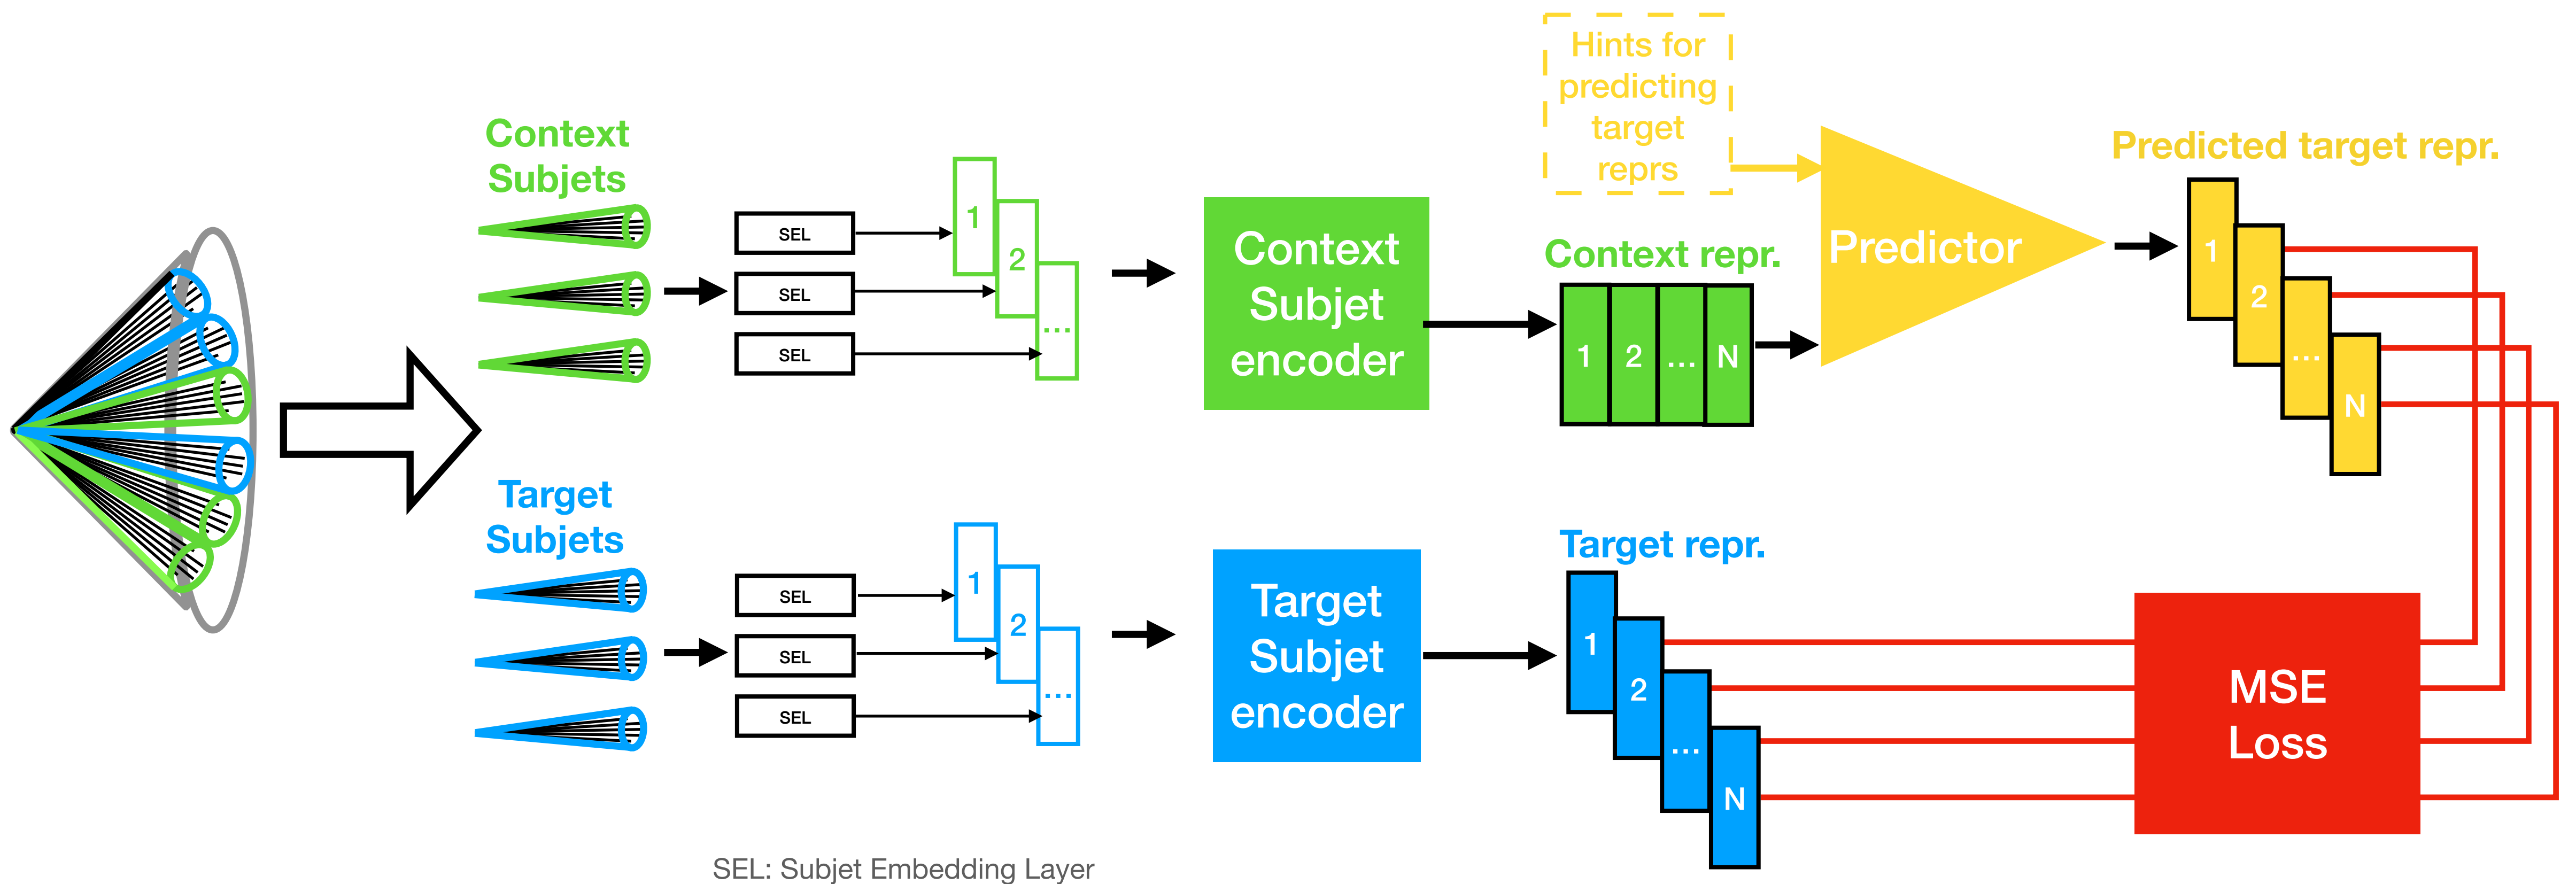 Hints for
predicting
target
reprs
Context
Subjets
Predicted target repr.
SEL
SEL
SEL
1
2
...
Context
Subjet
encoder
Context repr.
1
2
...
N
Predictor
1
2
...
N
Target
Subjets
SEL
SEL
SEL
1
2
...
Target
Subjet
encoder
Target repr.
1
2
...
N
MSE
Loss
SEL: Subjet Embedding Layer